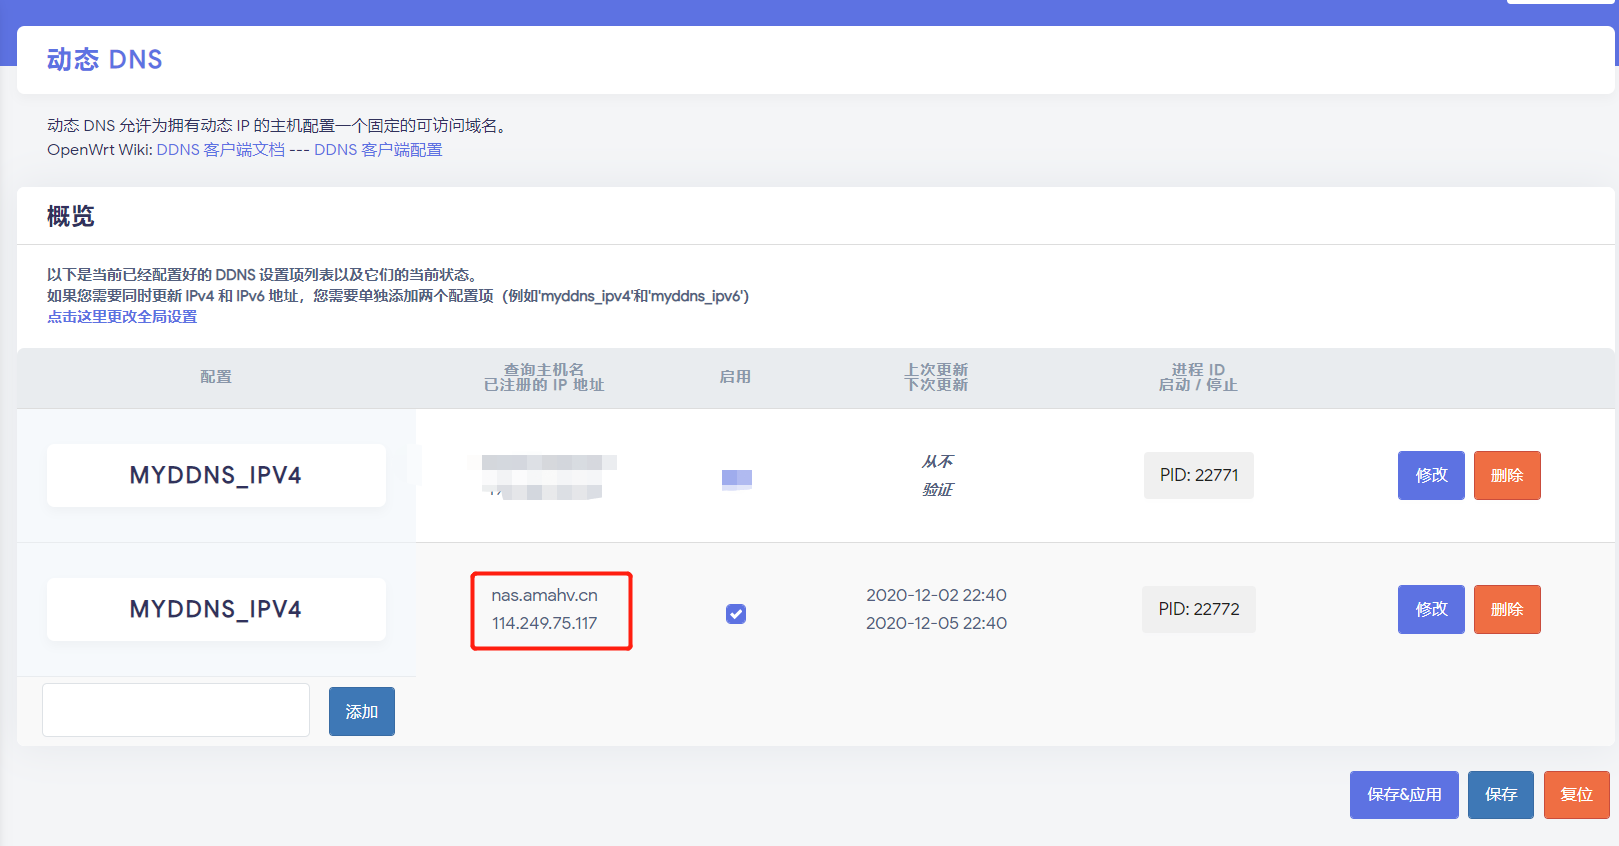 动态 DNS
动态 DNS 允许为拥有动态 IP 的主机配置一个固定的可访问域名。
OpenWrt Wiki: DDNS 客户端文档 --- DDNS 客户端配置
概览
以下是当前已经配置好的 DDNS 设置项列表以及它们的当前状态。
如果您需要同时更新 IPv4 和 IPv6 地址，您需要单独添加两个配置项（例如'myddns_ipv4'和'myddns_ipv6'）
点击这里更改全局设置
配置
查询主机名
已注册的 IP 地址
启用
上次更新
下次更新
进程 ID
启动 / 停止
MYDDNS_IPV4
从不
验证
PID: 22771
修改
删除
MYDDNS_IPV4
nas.amahv.cn
114.249.75.117
2020-12-02 22:40
2020-12-05 22:40
PID: 22772
修改
删除
添加
保存&应用
保存
复位